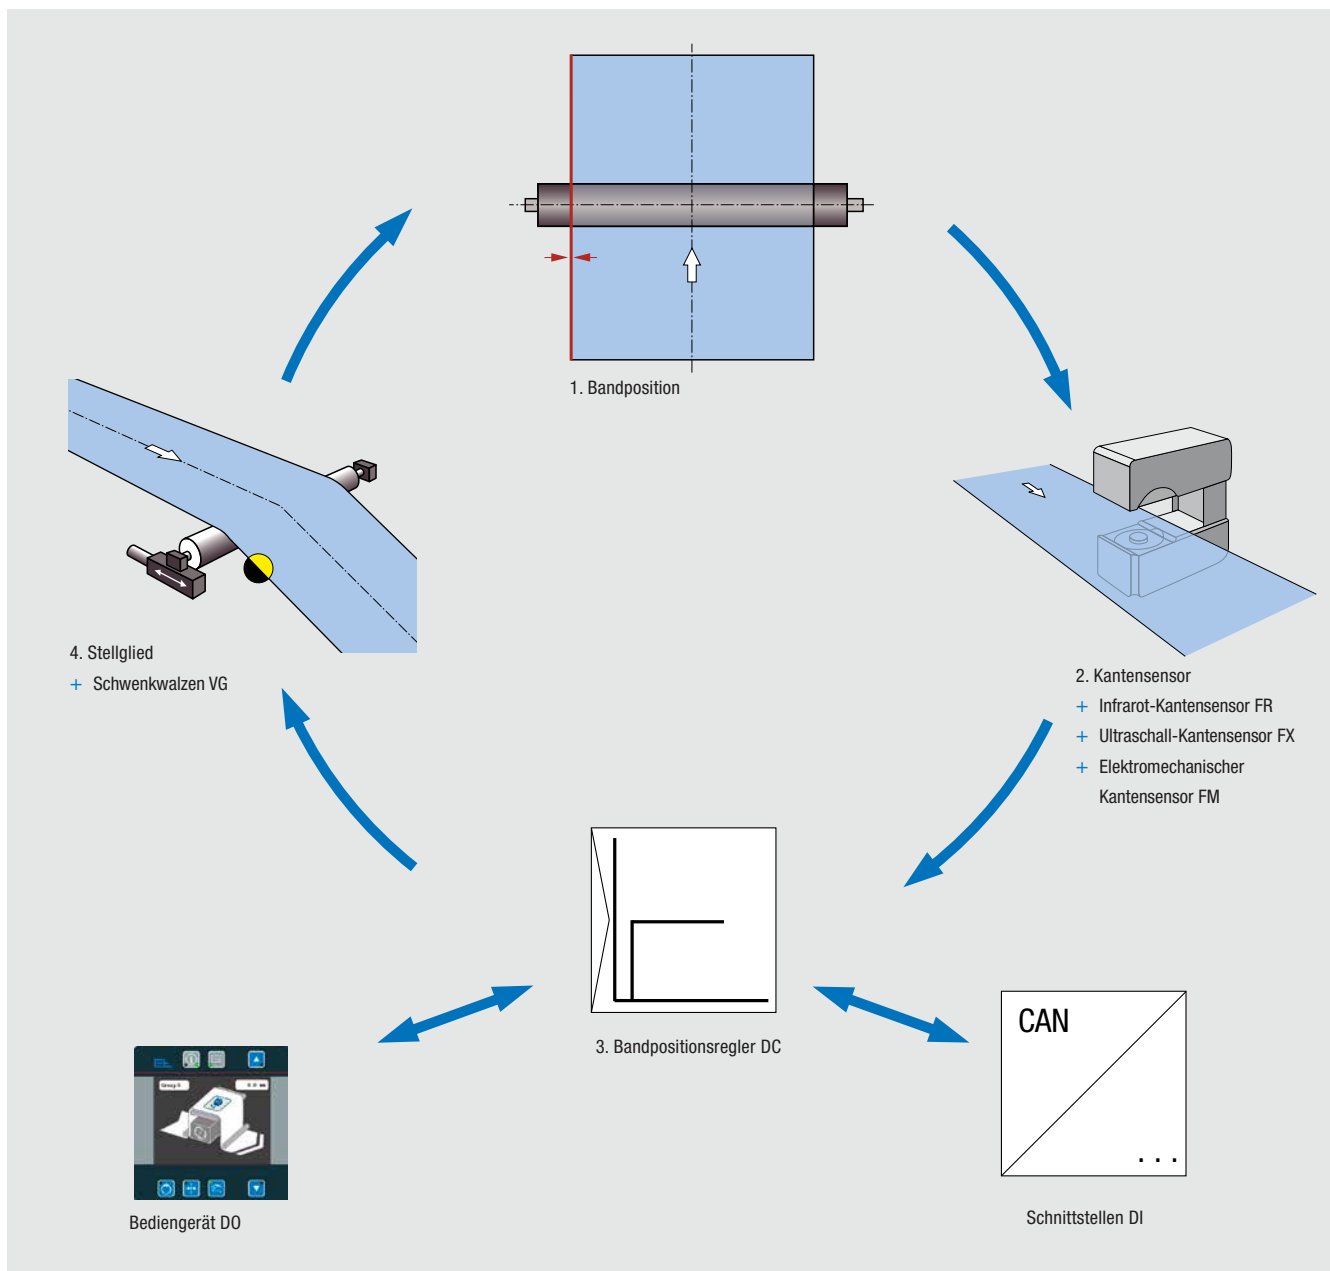 1. Bandposition
4. Stellglied
+ Schwenkwalzen VG
2. Kantensensor
+ Infrarot-Kantensensor FR
+ Ultraschall-Kantensensor FX
+ Elektromechanischer
Kantensensor FM
3. Bandpositionsregler DC
CAN
. . .
Bediengerät DO
Schnittstellen DI